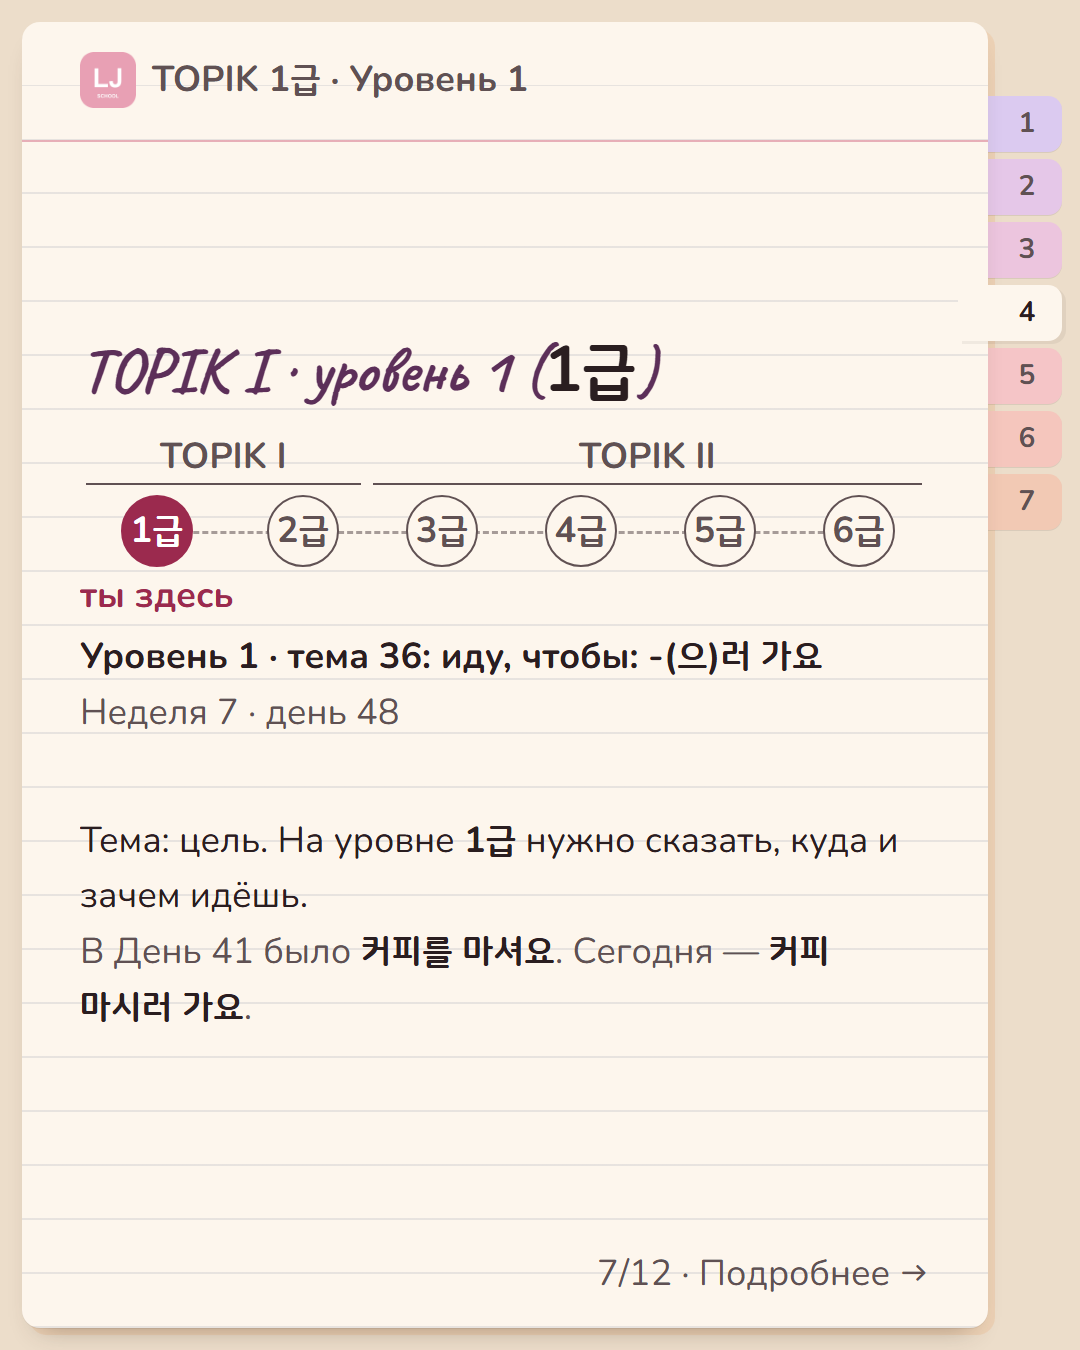 LJ
SCHOOL
TOPIK 1급 · Уровень 1
1
2
3
4
5
6
7
TOPIK I · уровень 1 (1급)
TOPIK I TOPIK II
1급 2급 3급 4급 5급 6급
ты здесь
Уровень 1 · тема 36: иду, чтобы: -(으)러 가요
Неделя 7 · день 48
Тема: цель. На уровне 1급 нужно сказать, куда и
зачем идёшь.
В День 41 было 커피를 마셔요. Сегодня — 커피
마시러 가요.
7/12 · Подробнее →